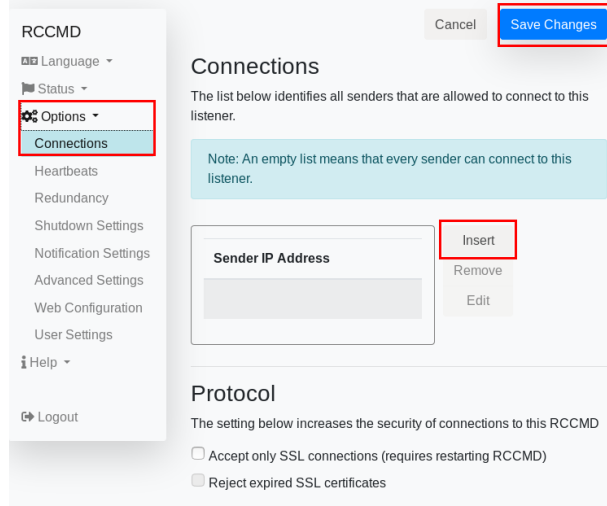 RCCMD
Language
Status
Options
Connections
Heartbeats
Redundancy
Shutdown Settings
Notification Settings
Advanced Settings
Web Configuration
User Settings
Help
Logout
Cancel
Save Changes
Connections
The list below identifies all senders that are allowed to connect to this
listener.
Note: An empty list means that every sender can connect to this
listener.
Sender IP Address
Insert
Remove
Edit
Protocol
The setting below increases the security of connections to this RCCMD
Accept only SSL connections (requires restarting RCCMD)
Reject expired SSL certificates